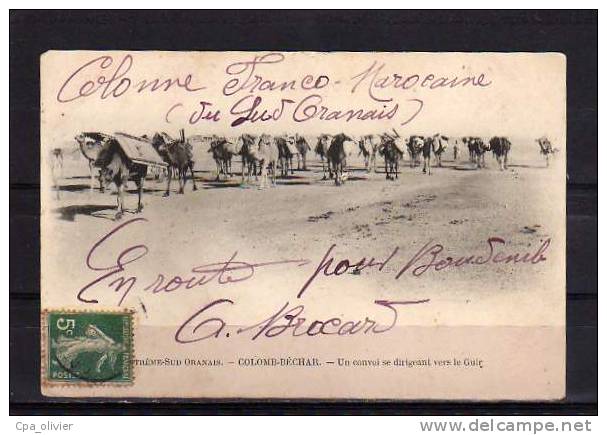 Colonne Franco-Marocaine
(du Sud Oranais)
En route pour Boudenib
A. Brocard
5c
POSTES
TRÊME-SUD ORANAIS. - COLOMB-BÉCHAR. - Un convoi se dirigeant vers le Guir
Cpa_olivier
www.delcampe.net